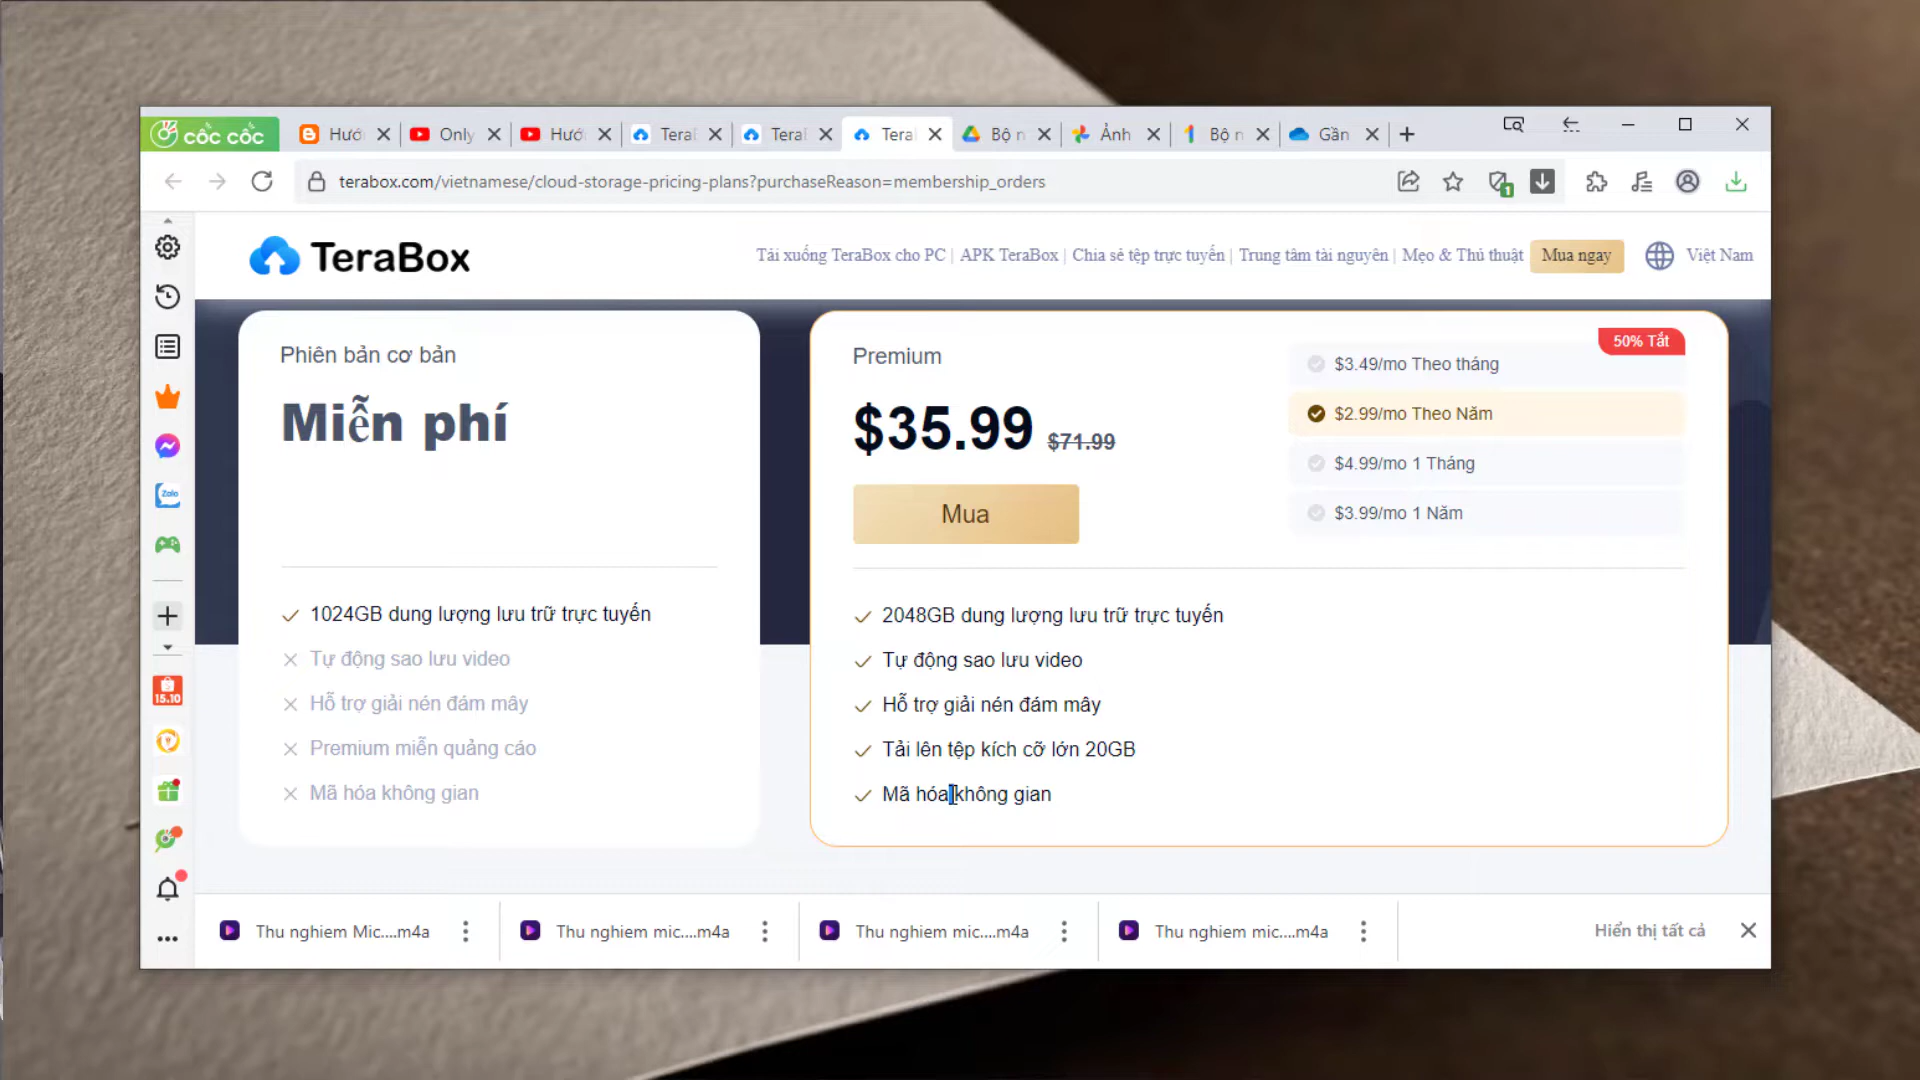 cốc cốc
Hướ
Only
Hướ
Tera
Tera
Tera
Bộ n
Ảnh
Bộ n
Gần
terabox.com/vietnamese/cloud-storage-pricing-plans?purchaseReason=membership_orders
1
TeraBox
Tải xuống TeraBox cho PC | APK TeraBox | Chia sẻ tệp trực tuyến | Trung tâm tài nguyên | Mẹo & Thủ thuật
Mua ngay
Việt Nam
Phiên bản cơ bản
Miễn phí
1024GB dung lượng lưu trữ trực tuyến
Tự động sao lưu video
Hỗ trợ giải nén đám mây
Premium miễn quảng cáo
Mã hóa không gian
Premium
$35.99 $71.99
Mua
50% Tắt
$3.49/mo Theo tháng
$2.99/mo Theo Năm
$4.99/mo 1 Tháng
$3.99/mo 1 Năm
2048GB dung lượng lưu trữ trực tuyến
Tự động sao lưu video
Hỗ trợ giải nén đám mây
Tải lên tệp kích cỡ lớn 20GB
Mã hóa không gian
Zalo
15.10
Thu nghiem Mic....m4a
Thu nghiem mic....m4a
Thu nghiem mic....m4a
Thu nghiem mic....m4a
Hiển thị tất cả